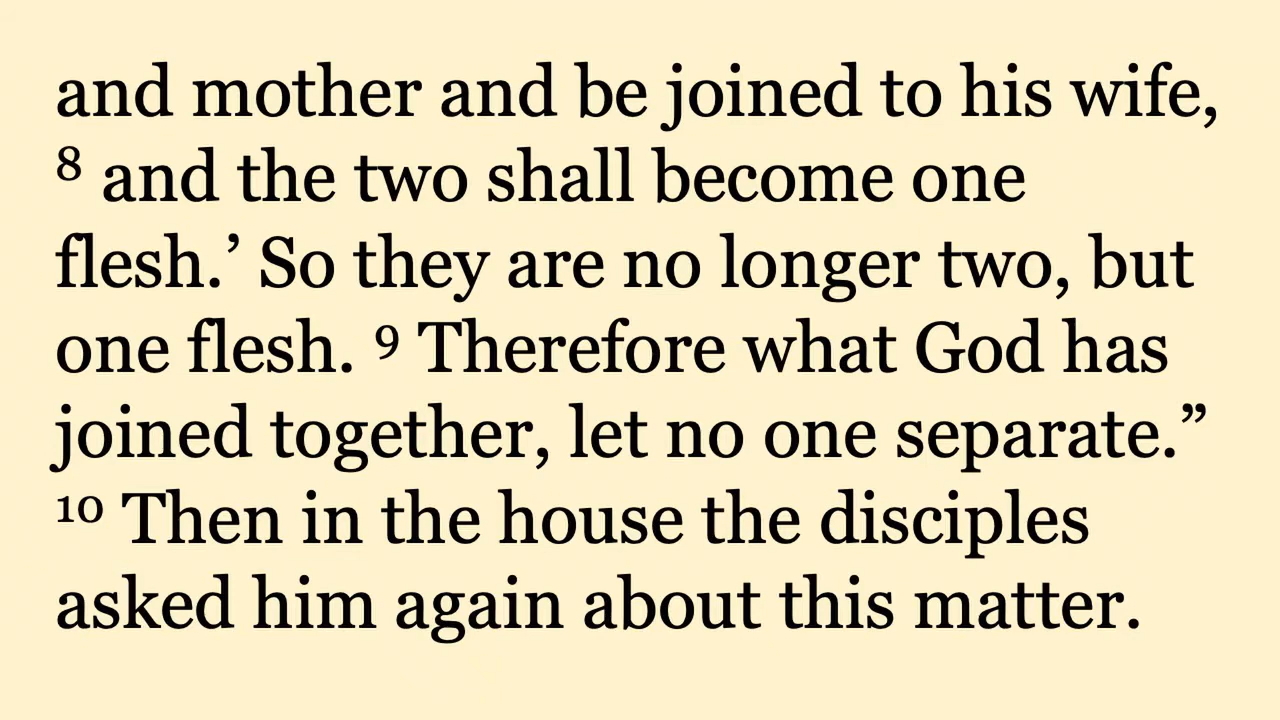 and mother and be joined to his wife,
⁸ and the two shall become one
flesh.’ So they are no longer two, but
one flesh. ⁹ Therefore what God has
joined together, let no one separate.”
¹⁰ Then in the house the disciples
asked him again about this matter.